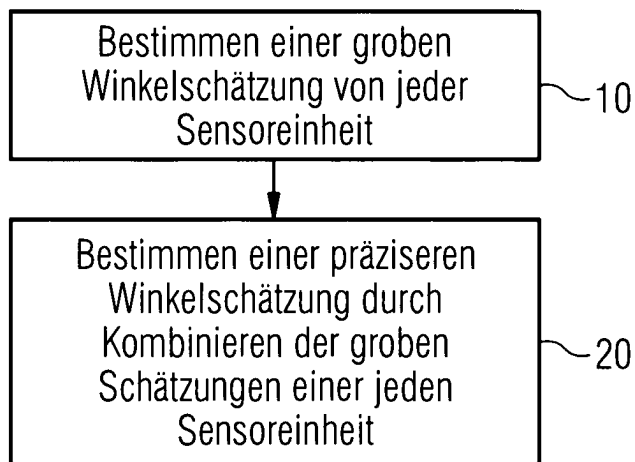 Bestimmen einer groben
Winkelschätzung von jeder
Sensoreinheit
10
Bestimmen einer präziseren
Winkelschätzung durch
Kombinieren der groben
Schätzungen einer jeden
Sensoreinheit
20